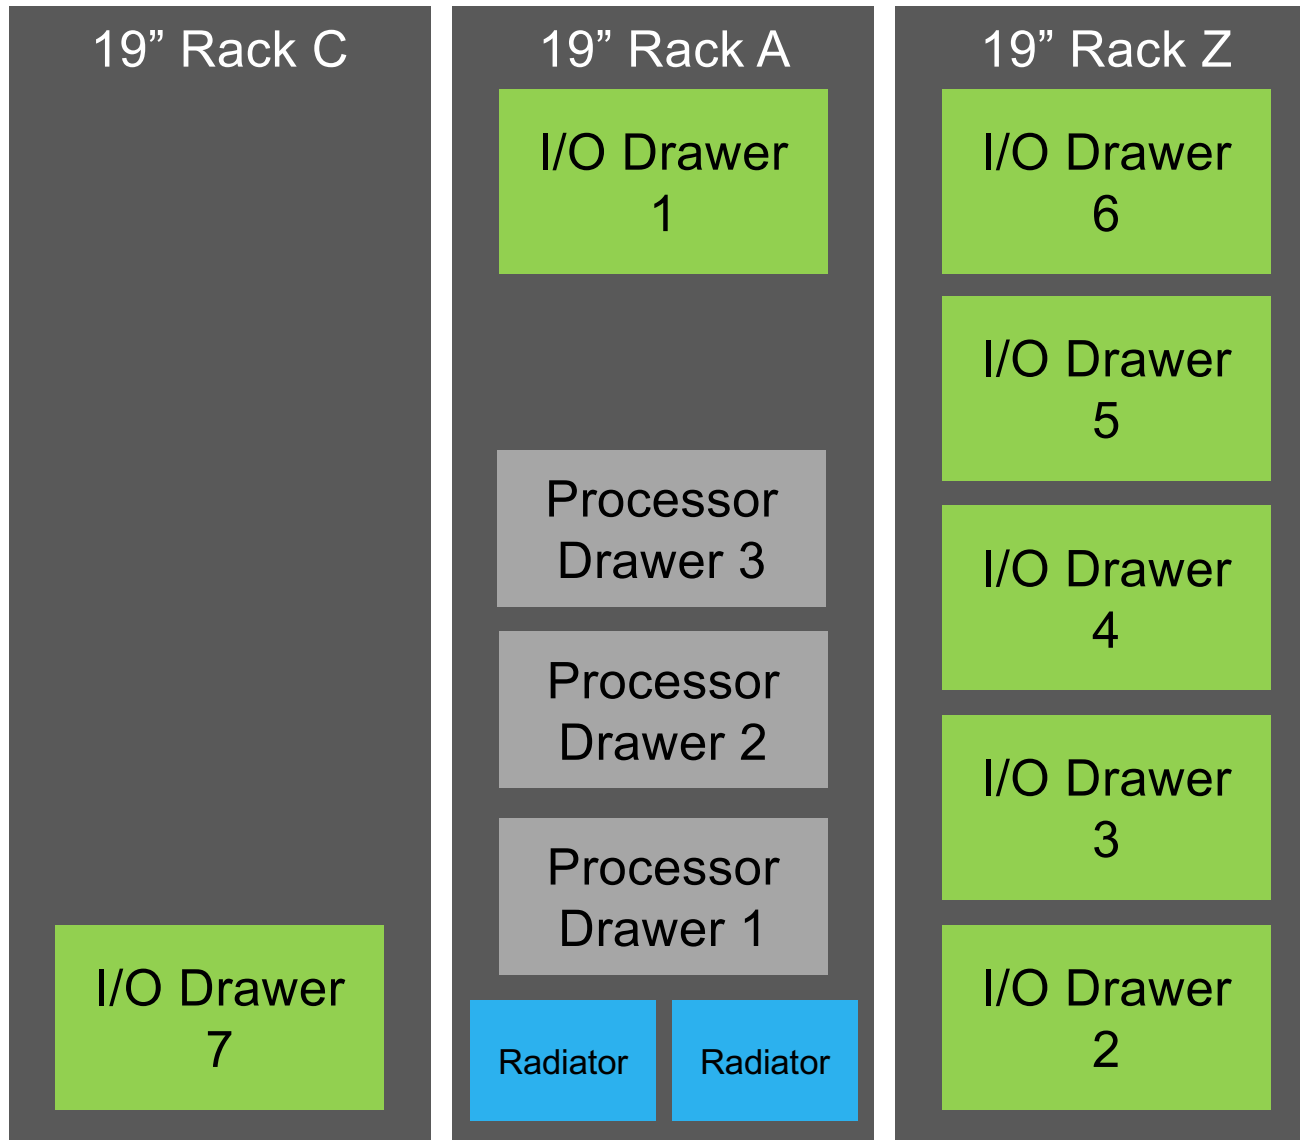 19” Rack C
I/O Drawer
7
19” Rack A
I/O Drawer
1
Processor
Drawer 3
Processor
Drawer 2
Processor
Drawer 1
Radiator
Radiator
19” Rack Z
I/O Drawer
6
I/O Drawer
5
I/O Drawer
4
I/O Drawer
3
I/O Drawer
2